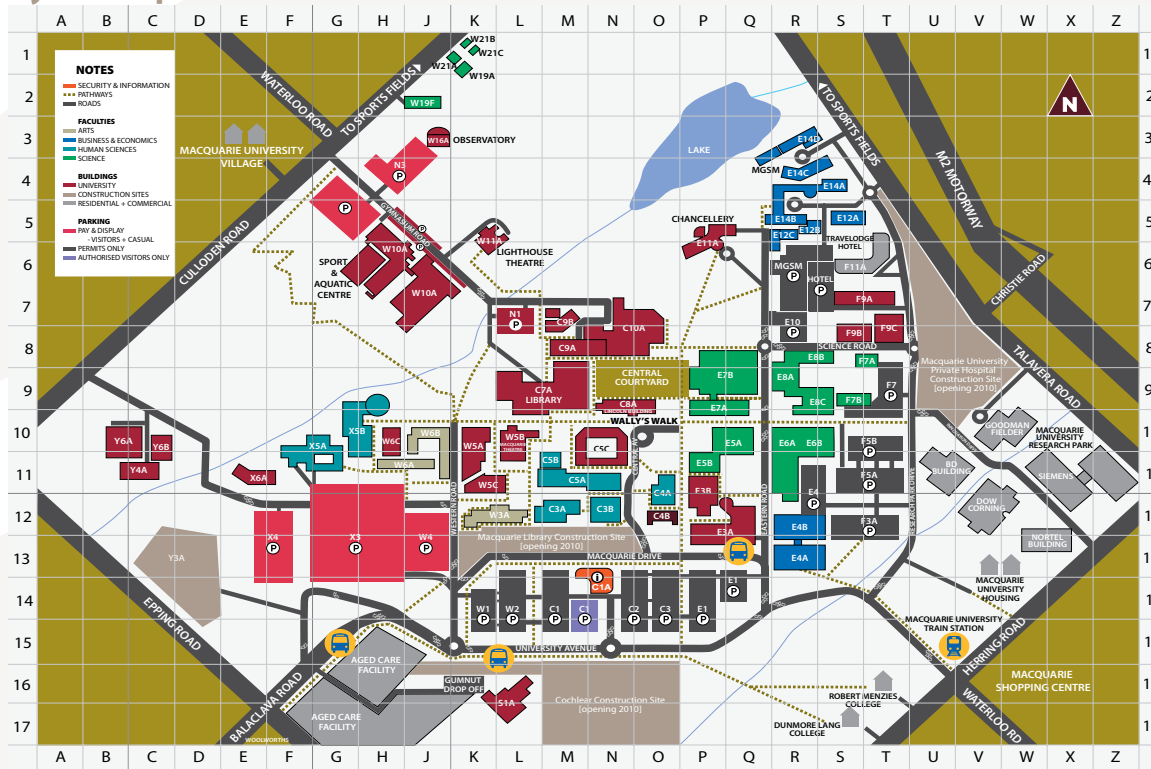 A B C D E F G H J K L M N O P Q R S T U V W X Z
1
2
3
4
5
6
7
8
9
10
11
12
13
14
15
16
17
NOTES
SECURITY & INFORMATION
PATHWAYS
ROADS
FACULTIES
ARTS
BUSINESS & ECONOMICS
HUMAN SCIENCES
SCIENCE
BUILDINGS
UNIVERSITY
CONSTRUCTION SITES
RESIDENTIAL + COMMERCIAL
PARKING
PAY & DISPLAY
- VISITORS + CASUAL
PERMITS ONLY
AUTHORISED VISITORS ONLY
W21B
W21C
W21A
W19A
WATERLOO ROAD
TO SPORTS FIELDS
W19F
W16A
OBSERVATORY
MACQUARIE UNIVERSITY
VILLAGE
N3
P
P
CULLODEN ROAD
GYMNASIUM ROAD
P
W10A
W10A
W11A
LIGHTHOUSE
THEATRE
SPORT
&
AQUATIC
CENTRE
LAKE
N
TO SPORTS FIELDS
M2 MOTORWAY
CHRISTIE ROAD
TALAVERA ROAD
E14D
MGSM
E14C
E14A
E14B
E12A
E12B
E12C
CHANCELLERY
E11A
TRAVELODGE
HOTEL
F11A
MGSM
HOTEL
P
P
F9A
E10
P
F9B
F9C
SCIENCE ROAD
N1
P
C9B
C10A
C9A
CENTRAL
COURTYARD
C7A
LIBRARY
C8A
LINCOLN BUILDING
WALLY'S WALK
E7B
E7A
E8B
E8A
E8C
F7A
F7B
F7
P
Macquarie University
Private Hospital
Construction Site
[opening 2010]
Y6A
Y6B
Y4A
X6A
X5A
X5B
W6C
W6B
W6A
W5A
W5B
MACQUARIE
THEATRE
W5C
C5C
C5B
C5A
C4A
C4B
C3A
C3B
W3A
E5A
E5B
E3B
E3A
E6A
E6B
F5B
P
F5A
P
E4
P
E4B
E4A
F3A
P
GOODMAN
FIELDER
MACQUARIE
UNIVERSITY
RESEARCH PARK
BD
BUILDING
SIEMENS
DOW
CORNING
NORTEL
BUILDING
MACQUARIE
UNIVERSITY
HOUSING
RESEARCH PARK DRIVE
EASTERN ROAD
WESTERN ROAD
Y3A
X4
P
X3
P
W4
P
Macquarie Library Construction Site
[opening 2010]
MACQUARIE DRIVE
i
C1A
W1
P
W2
P
C1
P
C1
P
C2
P
C3
P
E1
P
E1
P
UNIVERSITY AVENUE
MACQUARIE UNIVERSITY
TRAIN STATION
HERRING ROAD
WATERLOO RD
EPPING ROAD
BALACLAVA ROAD
WOOLWORTHS
AGED CARE
FACILITY
AGED CARE
FACILITY
GUMNUT
DROP OFF
S1A
Cochlear Construction Site
[opening 2010]
ROBERT MENZIES
COLLEGE
DUNMORE LANG
COLLEGE
MACQUARIE
SHOPPING CENTRE
A B C D E F G H J K L M N O P Q R S T U V W X Z